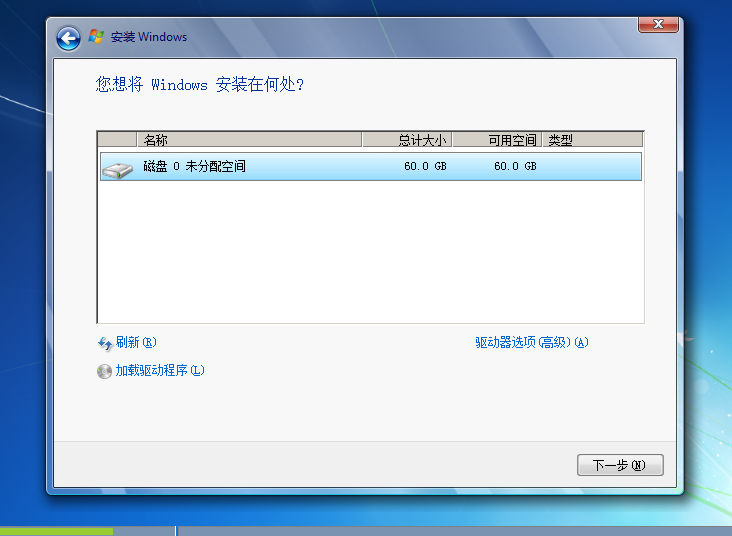 安装 Windows
您想将 Windows 安装在何处?
名称 总计大小 可用空间 类型
磁盘 0 未分配空间 60.0 GB 60.0 GB
刷新(R) 驱动器选项(高级)(A)
加载驱动程序(L)
下一步(N)